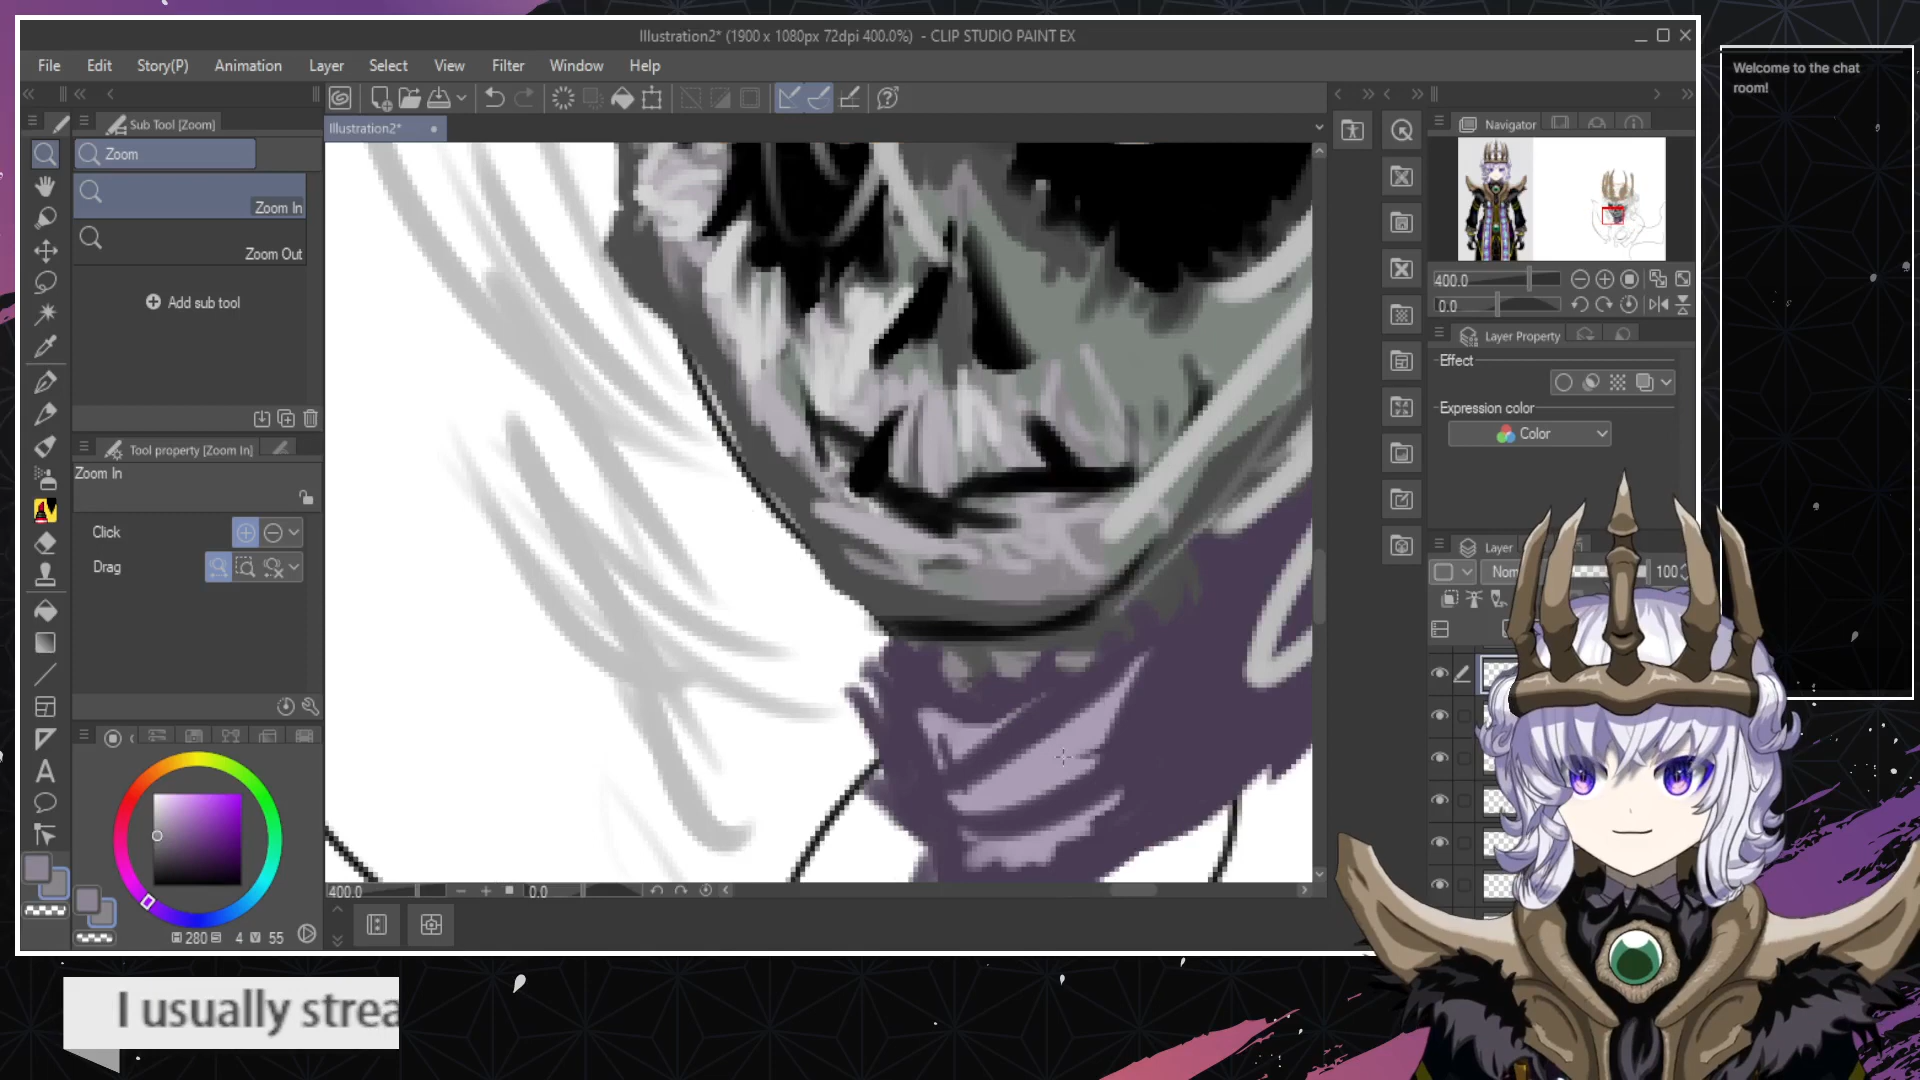 Illustration2* (1900 x 1080px 72dpi 400.0%) - CLIP STUDIO PAINT EX
File Edit Story(P) Animation Layer Select View Filter Window Help
Welcome to the chat room!
Sub Tool [Zoom]
Illustration2*
Navigator
Zoom
Zoom In
Zoom Out
Add sub tool
400.0
0.0
Layer Property
Effect
Expression color
Color
Tool property [Zoom In]
Zoom In
Click
Drag
Layer
Nom
100
400.0
0.0
280 4 55
I usually strea